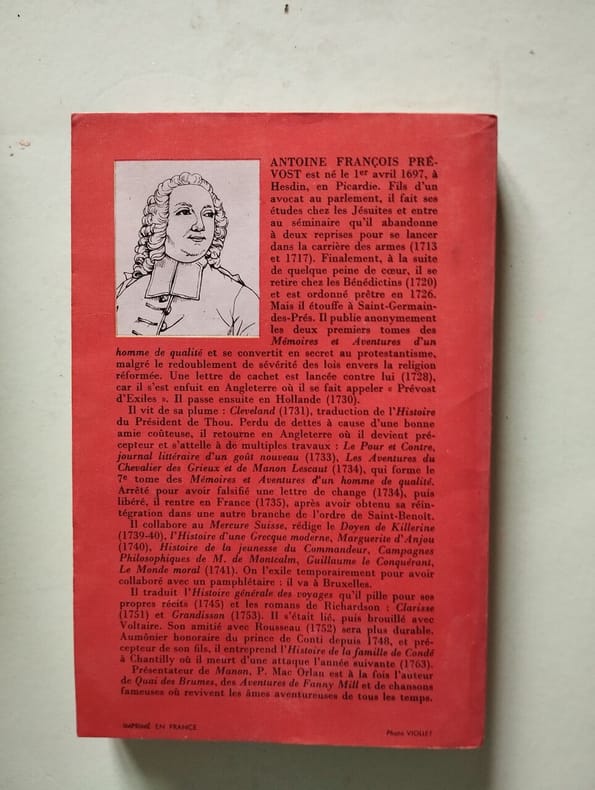 ANTOINE FRANÇOIS PRÉ-
VOST est né le 1er avril 1697, à
Hesdin, en Picardie. Fils d'un
avocat au parlement, il fait ses
études chez les Jésuites et entre
au séminaire qu'il abandonne
à deux reprises pour se lancer
dans la carrière des armes (1713
et 1717). Finalement, à la suite
de quelque peine de cœur, il se
retire chez les Bénédictins (1720)
et est ordonné prêtre en 1726.
Mais il étouffe à Saint-Germain-
des-Prés. Il publie anonymement
les deux premiers tomes des
Mémoires et Aventures d'un
homme de qualité et se convertit en secret au protestantisme,
malgré le redoublement de sévérité des lois envers la religion
réformée. Une lettre de cachet est lancée contre lui (1728),
car il s'est enfuit en Angleterre où il se fait appeler « Prévost
d'Exiles ». Il passe ensuite en Hollande (1730).
Il vit de sa plume : Cleveland (1731), traduction de l'Histoire
du Président de Thou. Perdu de dettes à cause d'une bonne
amie coûteuse, il retourne en Angleterre où il devient pré-
cepteur et s'attelle à de multiples travaux : Le Pour et Contre,
journal littéraire d'un goût nouveau (1733), Les Aventures du
Chevalier des Grieux et de Manon Lescaut (1734), qui forme le
7e tome des Mémoires et Aventures d'un homme de qualité.
Arrêté pour avoir falsifié une lettre de change (1734), puis
libéré, il rentre en France (1735), après avoir obtenu sa réin-
tégration dans une autre branche de l'ordre de Saint-Benoît.
Il collabore au Mercure Suisse, rédige le Doyen de Killerine
(1739-40), l'Histoire d'une Grecque moderne, Marguerite d'Anjou
(1740), Histoire de la jeunesse du Commandeur, Campagnes
Philosophiques de M. de Montcalm, Guillaume le Conquérant,
Le Monde moral (1741). On l'exile temporairement pour avoir
collaboré avec un pamphlétaire : il va à Bruxelles.
Il traduit l'Histoire générale des voyages qu'il pille pour ses
propres récits (1745) et les romans de Richardson : Clarisse
(1751) et Grandisson (1753). Il s'était lié, puis brouillé avec
Voltaire. Son amitié avec Rousseau (1752) sera plus durable.
Aumônier honoraire du prince de Conti depuis 1748, et pré-
cepteur de son fils, il entreprend l'Histoire de la famille de Condé
à Chantilly où il meurt d'une attaque l'année suivante (1763).
Présentateur de Manon, P. Mac Orlan est à la fois l'auteur
de Quai des Brumes, des Aventures de Fanny Mill et de chansons
fameuses où revivent les âmes aventureuses de tous les temps.
IMPRIMÉ EN FRANCE
Photo VIOLLET